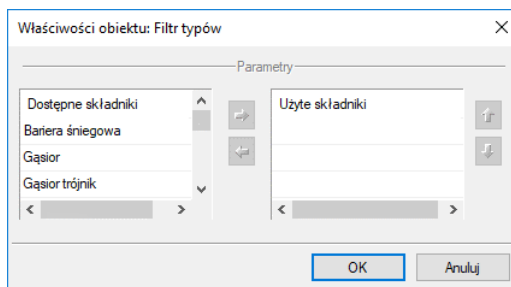 Właściwości obiektu: Filtr typów
Parametry
Dostępne składniki
Bariera śniegowa
Gąsior
Gąsior trójnik
Użyte składniki
OK
Anuluj